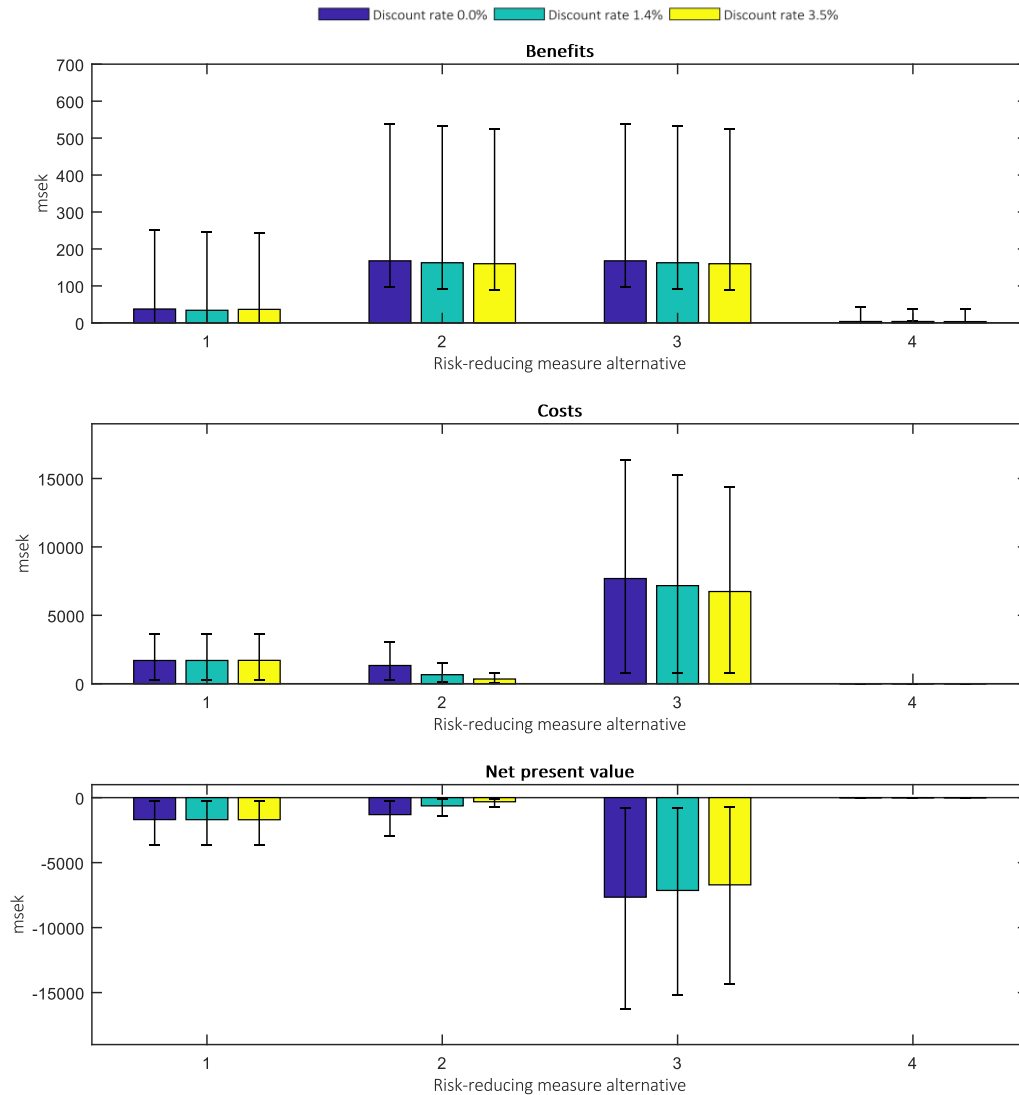 Discount rate 0.0% Discount rate 1.4% Discount rate 3.5%
Benefits
700
600
500
400
300
200
100
0
msek
1 2 3 4
Risk-reducing measure alternative
Costs
15000
10000
5000
0
msek
1 2 3 4
Risk-reducing measure alternative
Net present value
0
-5000
-10000
-15000
msek
1 2 3 4
Risk-reducing measure alternative